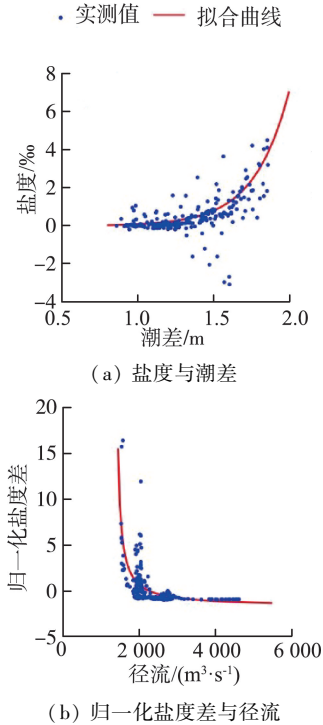 实测值 拟合曲线
8
6
4
2
0
−2
−4
盐度/‰
0.5 1.0 1.5 2.0
潮差/m
(a) 盐度与潮差
20
15
10
5
0
−5
归一化盐度差
0 2 000 4 000 6 000
径流/(m³·s⁻¹)
(b) 归一化盐度差与径流